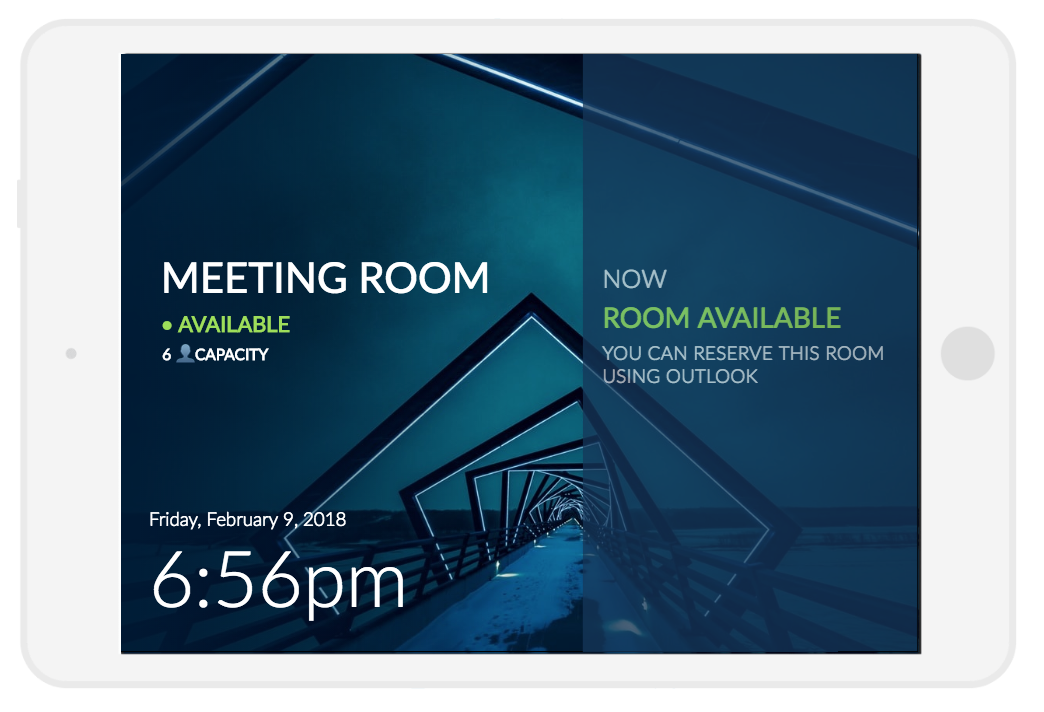 MEETING ROOM
• AVAILABLE
6 👤CAPACITY
Friday, February 9, 2018
6:56pm
NOW
ROOM AVAILABLE
YOU CAN RESERVE THIS ROOM
USING OUTLOOK